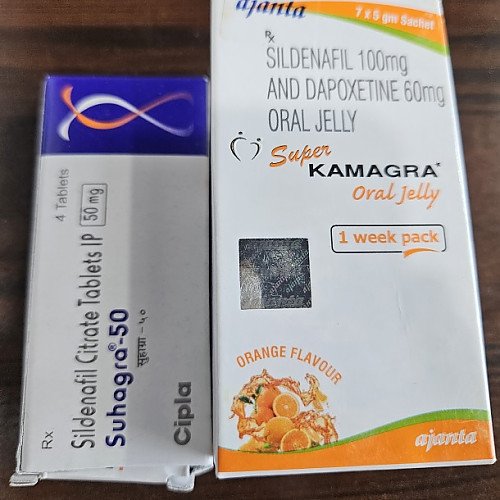 4 Tablets
Rx
Sildenafil Citrate Tablets IP 50 mg
Suhagra®-50
सुहाग्रा - ५०
Cipla
ajanta
7 x 5 gm Sachet
Rx
SILDENAFIL 100mg
AND DAPOXETINE 60mg
ORAL JELLY
Super
KAMAGRA*
Oral Jelly
1 week pack
ORANGE FLAVOUR
ajanta